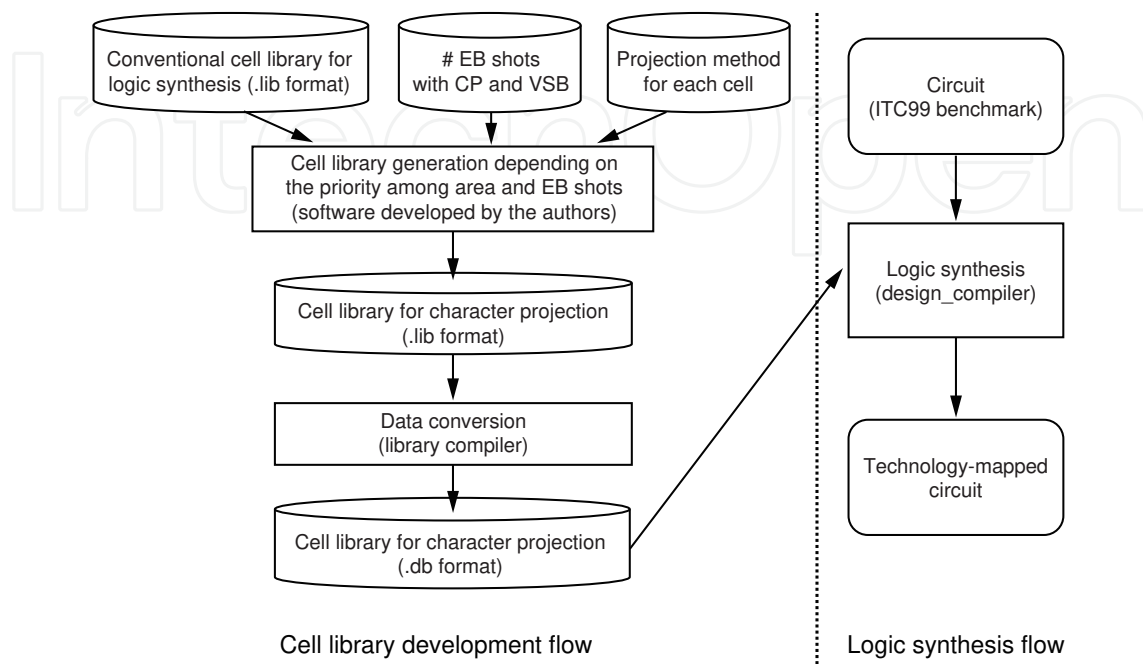 Conventional cell library for
logic synthesis (.lib format)
# EB shots
with CP and VSB
Projection method
for each cell
Cell library generation depending on
the priority among area and EB shots
(software developed by the authors)
Cell library for character projection
(.lib format)
Data conversion
(library compiler)
Cell library for character projection
(.db format)
Cell library development flow
Circuit
(ITC99 benchmark)
Logic synthesis
(design_compiler)
Technology-mapped
circuit
Logic synthesis flow
IntechOpen